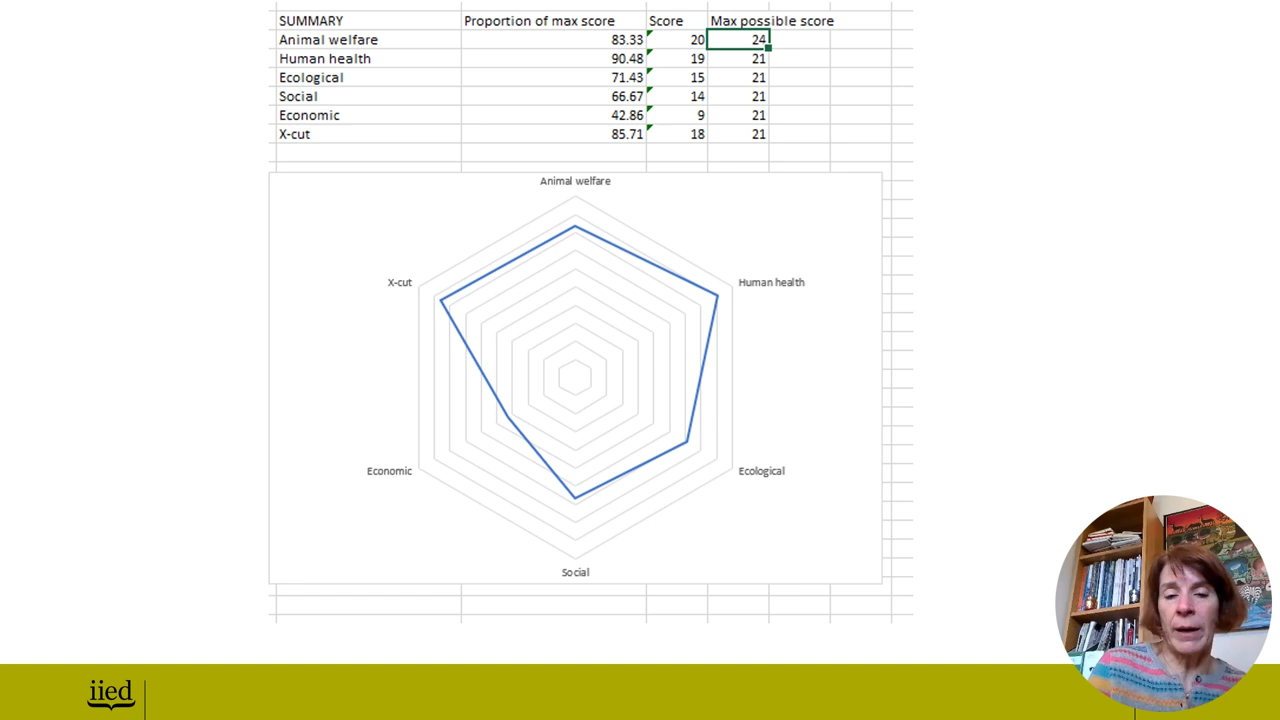 SUMMARY Proportion of max score Score Max possible score
Animal welfare 83.33 20 24
Human health 90.48 19 21
Ecological 71.43 15 21
Social 66.67 14 21
Economic 42.86 9 21
X-cut 85.71 18 21
Animal welfare
X-cut
Human health
Economic
Ecological
Social
iied